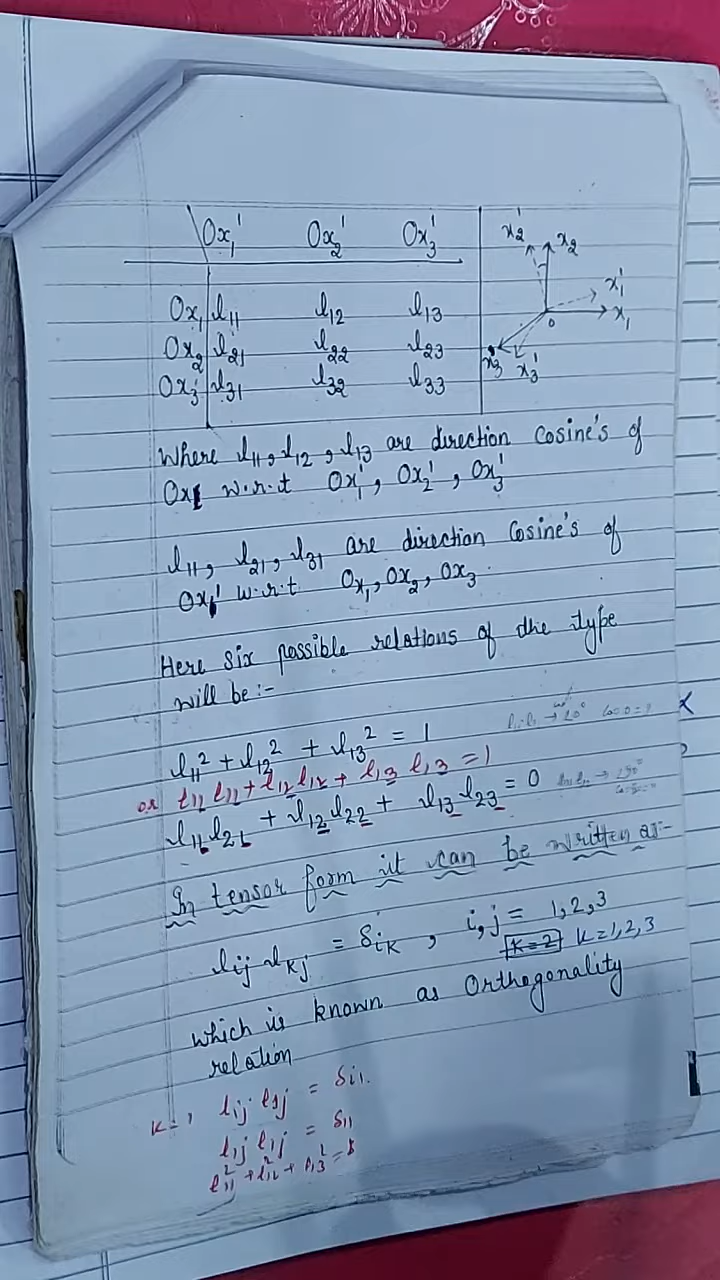 Ox₁' Ox₂' Ox₃'
Ox₁ l₁₁ l₁₂ l₁₃
Ox₂ l₂₁ l₂₂ l₂₃
Ox₃ l₃₁ l₃₂ l₃₃
x₂' x₂
x₁'
x₁
o
x₃ x₃'
Where l₁₁, l₁₂, l₁₃ are direction Cosine's of
Ox₁ w.r.t Ox₁', Ox₂', Ox₃'
l₁₁, l₂₁, l₃₁ are direction Cosine's of
Ox₁' w.r.t. Ox₁, Ox₂, Ox₃.
Here six possible relations of the type
will be:-
l₁₁² + l₁₂² + l₁₃² = 1
or l₁₁ l₁₁ + l₁₂ l₁₂ + l₁₃ l₁₃ = 1
l₁₁ l₂₁ + l₁₂ l₂₂ + l₁₃ l₂₃ = 0
In tensor form it can be written as:-
lᵢⱼ lₖⱼ = δᵢₖ, i,j = 1,2,3
K=2 K=1,2,3
which is known as Orthogonality
relation
lᵢⱼ l₁ⱼ = δᵢ₁.
l₁ⱼ l₁ⱼ = δ₁₁
l₁₁² + l₁₂² + l₁₃² =